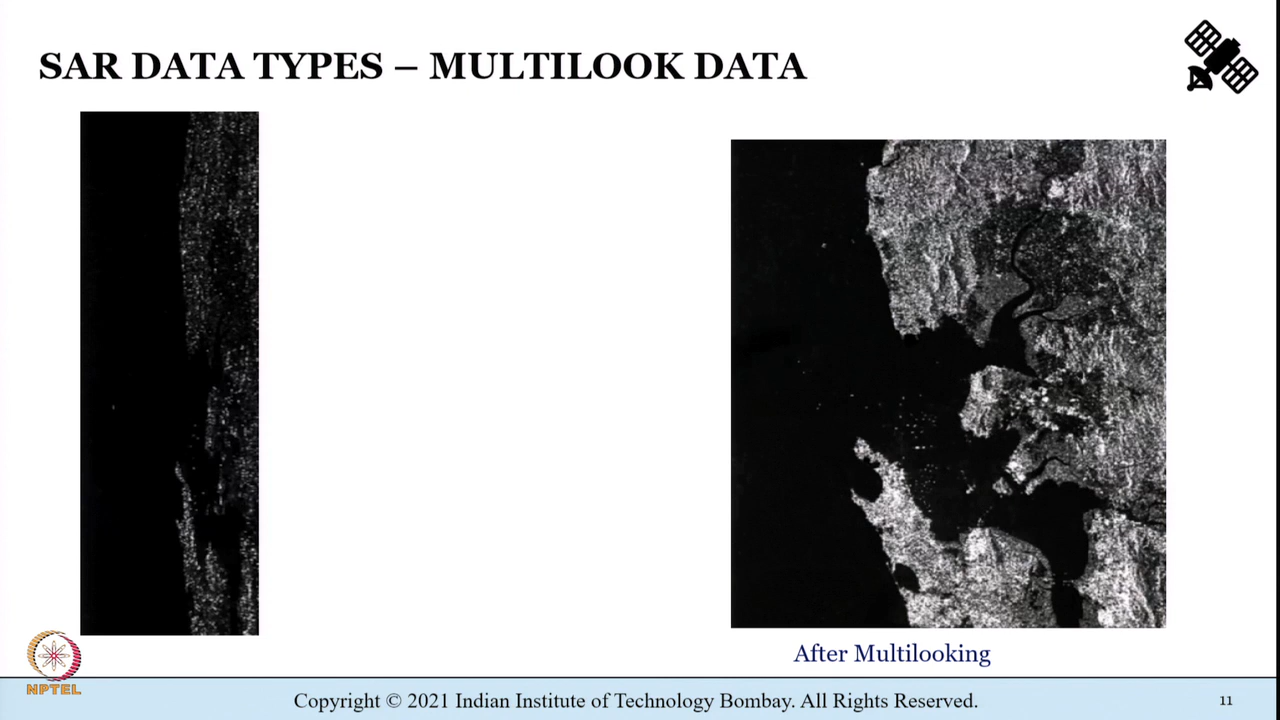 SAR DATA TYPES – MULTILOOK DATA
After Multilooking
NPTEL
Copyright © 2021 Indian Institute of Technology Bombay. All Rights Reserved.
11